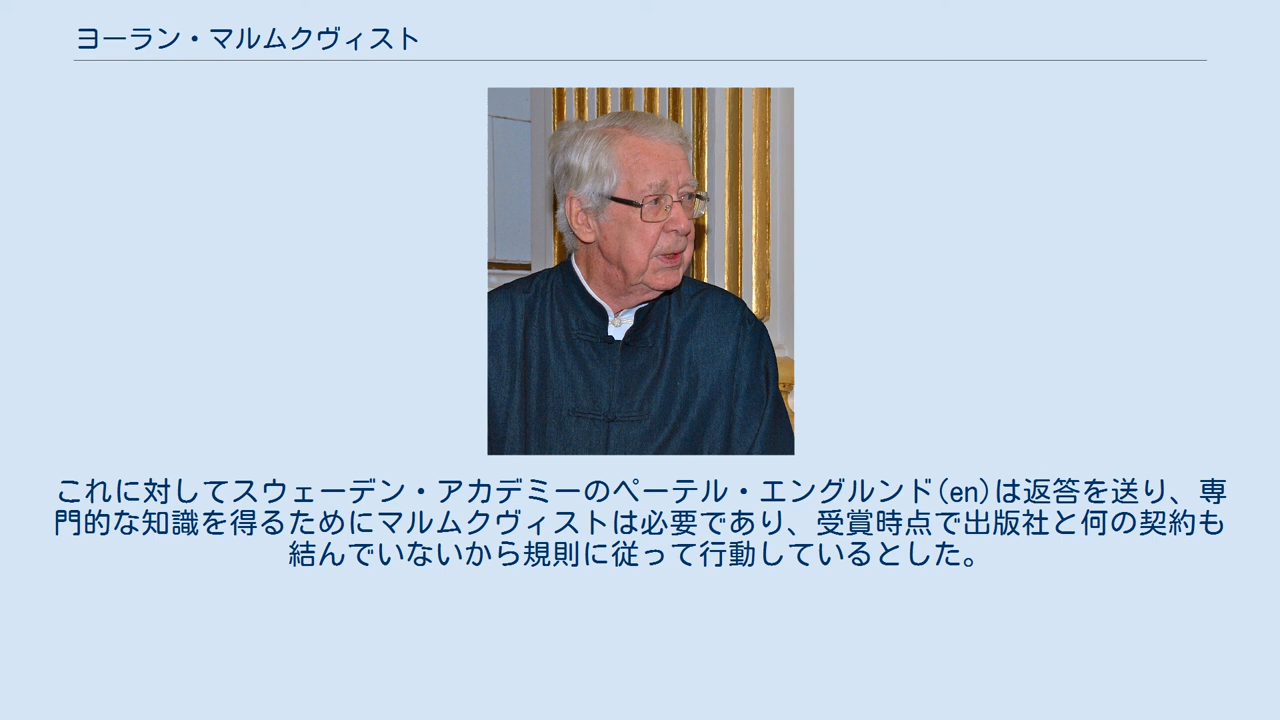 ヨーラン・マルムクヴィスト
これに対してスウェーデン・アカデミーのペーテル・エングルンド(en)は返答を送り、専
門的な知識を得るためにマルムクヴィストは必要であり、受賞時点で出版社と何の契約も
結んでいないから規則に従って行動しているとした。